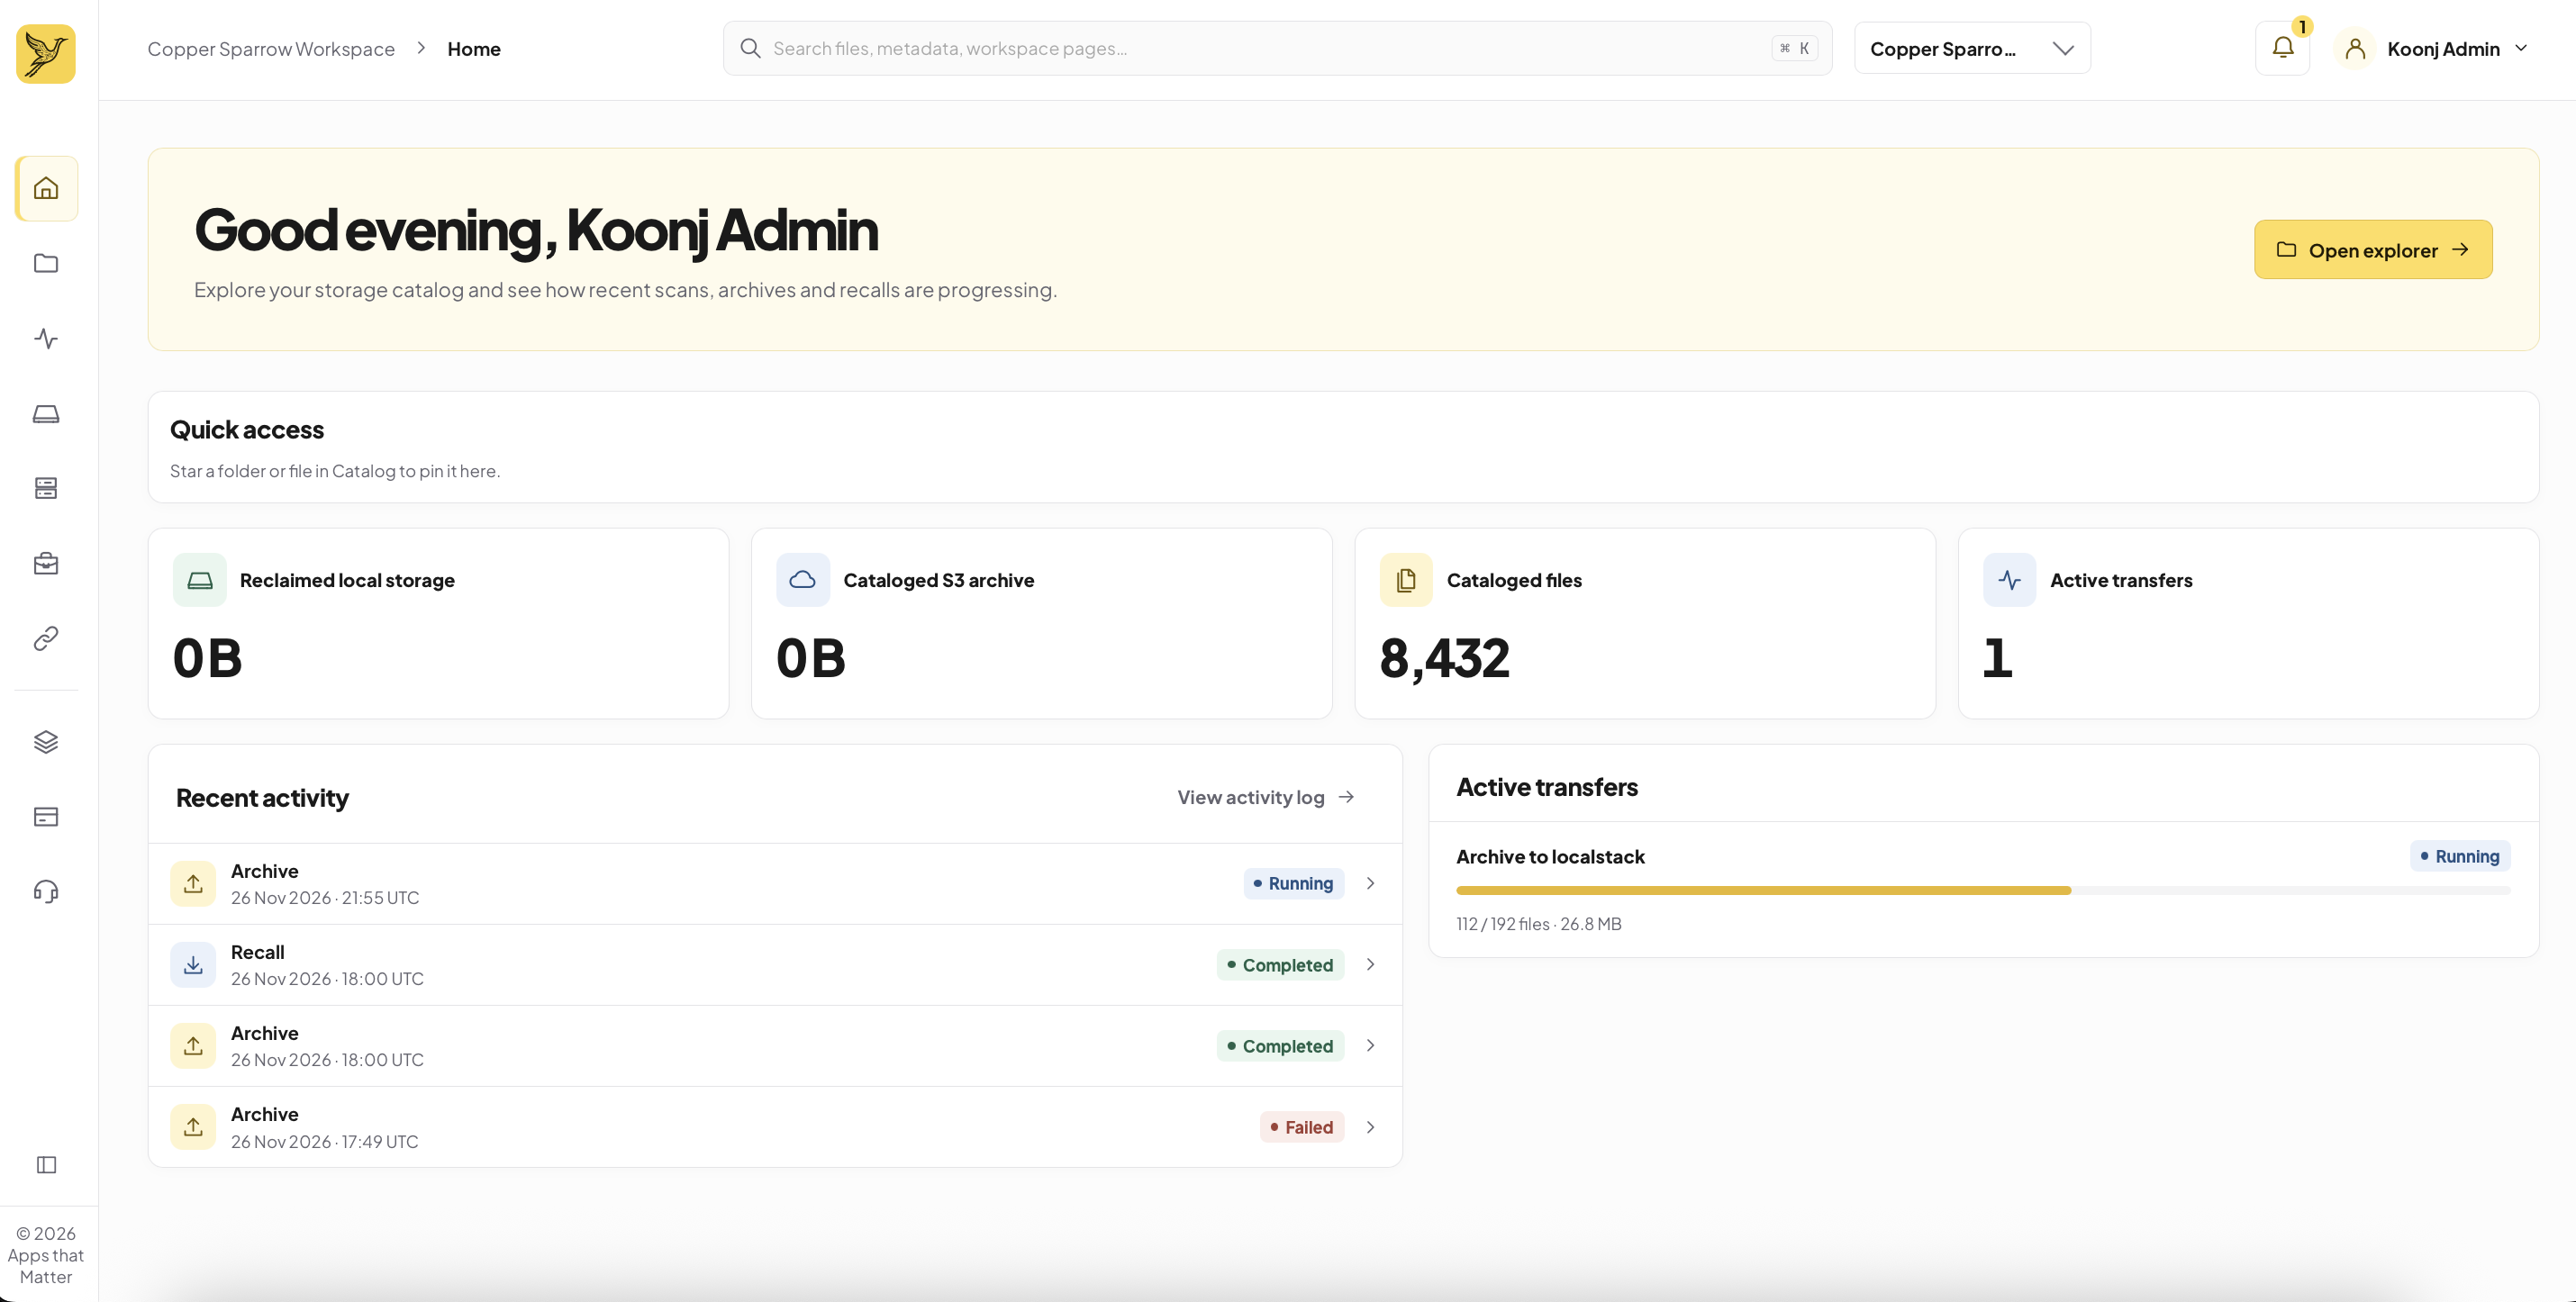 Copper Sparrow Workspace > Home
Search files, metadata, workspace pages...
⌘ K
Copper Sparro...
1
Koonj Admin
Good evening, Koonj Admin
Explore your storage catalog and see how recent scans, archives and recalls are progressing.
Open explorer →
Quick access
Star a folder or file in Catalog to pin it here.
Reclaimed local storage
0 B
Cataloged S3 archive
0 B
Cataloged files
8,432
Active transfers
1
Recent activity
View activity log →
Archive
26 Nov 2026 · 21:55 UTC
Running
Recall
26 Nov 2026 · 18:00 UTC
Completed
Archive
26 Nov 2026 · 18:00 UTC
Completed
Archive
26 Nov 2026 · 17:49 UTC
Failed
Active transfers
Archive to localstack
Running
112 / 192 files · 26.8 MB
© 2026
Apps that
Matter